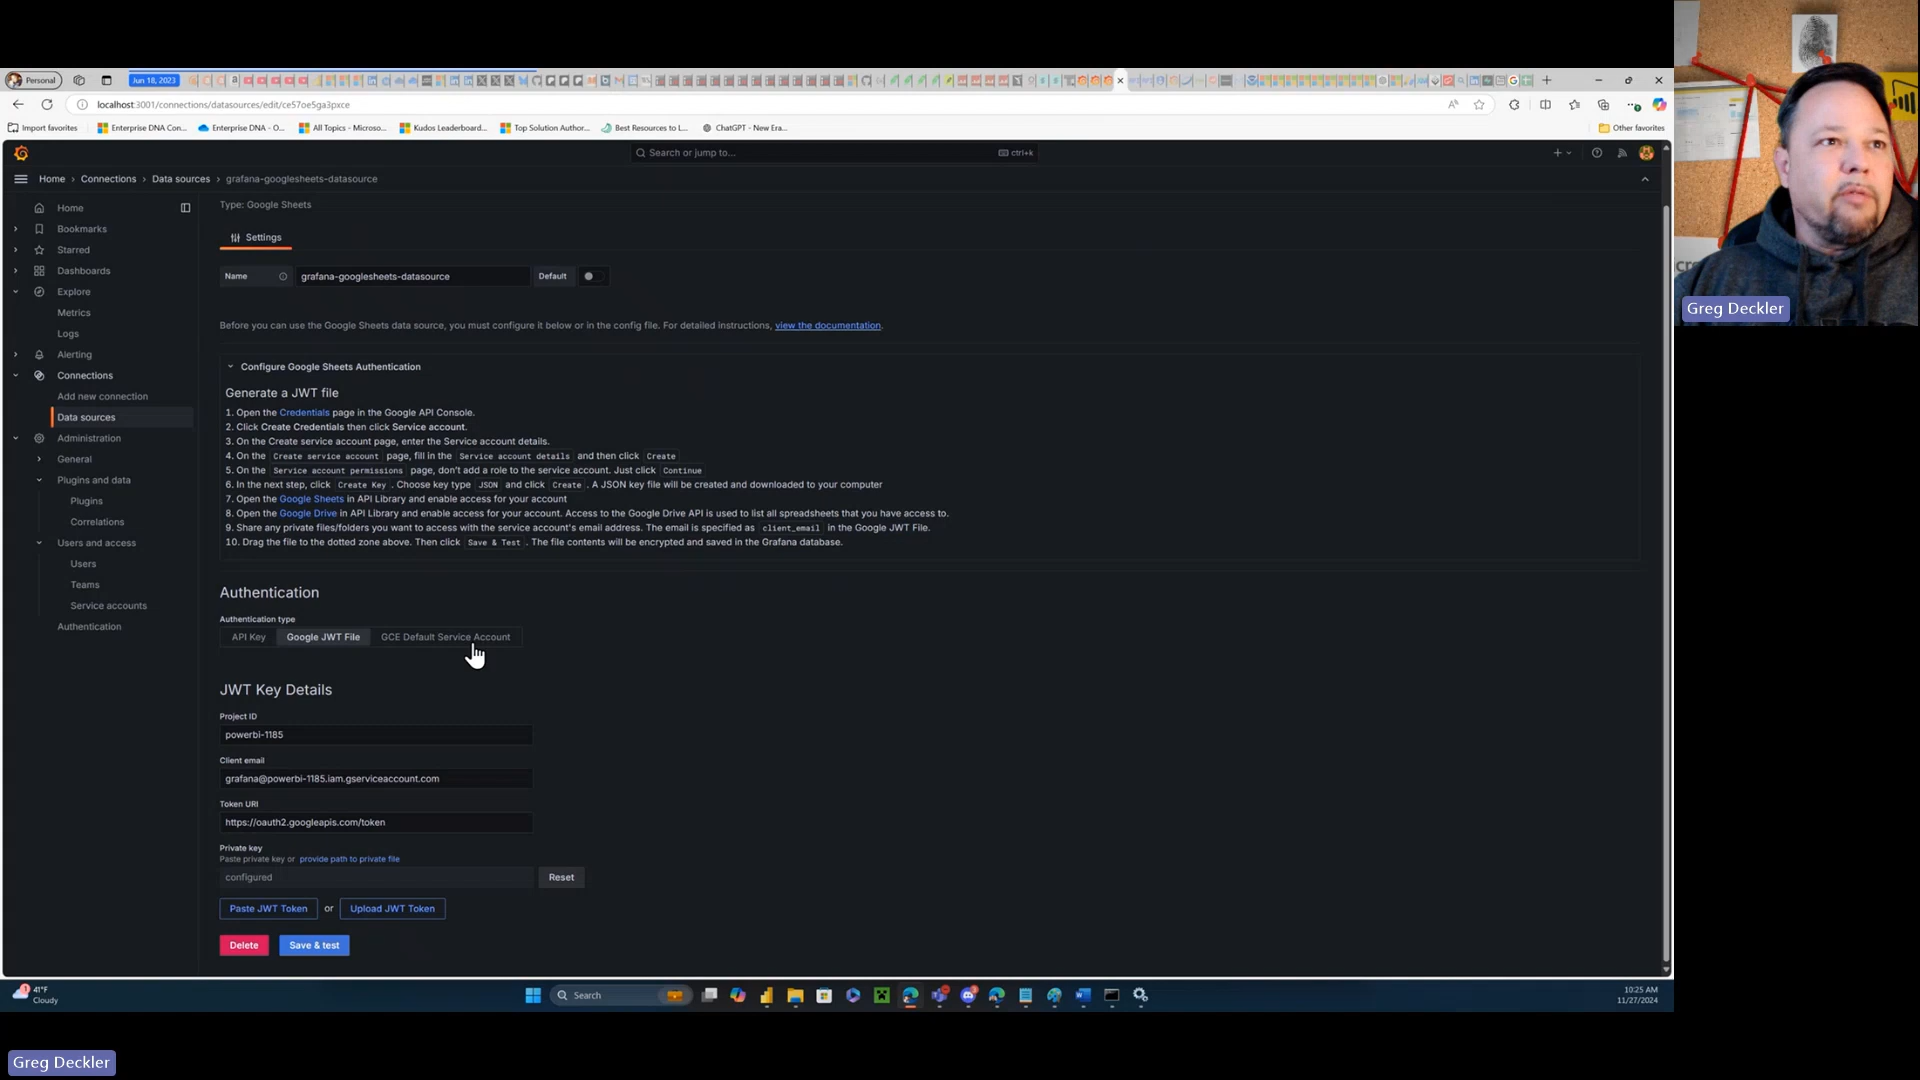 Personal
Jun 18, 2023
localhost:3001/connections/datasources/edit/ce57oe5ga3pxce
Import favorites
Enterprise DNA Con...
Enterprise DNA - O...
All Topics - Microso...
Kudos Leaderboard...
Top Solution Author...
Best Resources to L...
ChatGPT - New Era...
Other favorites
Search or jump to...
ctrl+k
Home › Connections › Data sources › grafana-googlesheets-datasource
Home
Bookmarks
Starred
Dashboards
Explore
Metrics
Logs
Alerting
Connections
Add new connection
Data sources
Administration
General
Plugins and data
Plugins
Correlations
Users and access
Users
Teams
Service accounts
Authentication
Type: Google Sheets
Settings
Name
grafana-googlesheets-datasource
Default
Before you can use the Google Sheets data source, you must configure it below or in the config file. For detailed instructions, view the documentation.
Configure Google Sheets Authentication
Generate a JWT file
1. Open the Credentials page in the Google API Console.
2. Click Create Credentials then click Service account.
3. On the Create service account page, enter the Service account details.
4. On the Create service account page, fill in the Service account details and then click Create
5. On the Service account permissions page, don't add a role to the service account. Just click Continue
6. In the next step, click Create Key. Choose key type JSON and click Create. A JSON key file will be created and downloaded to your computer
7. Open the Google Sheets in API Library and enable access for your account
8. Open the Google Drive in API Library and enable access for your account. Access to the Google Drive API is used to list all spreadsheets that you have access to.
9. Share any private files/folders you want to access with the service account's email address. The email is specified as client_email in the Google JWT File.
10. Drag the file to the dotted zone above. Then click Save & Test. The file contents will be encrypted and saved in the Grafana database.
Authentication
Authentication type
API Key
Google JWT File
GCE Default Service Account
JWT Key Details
Project ID
powerbi-1185
Client email
grafana@powerbi-1185.iam.gserviceaccount.com
Token URI
https://oauth2.googleapis.com/token
Private key
Paste private key or provide path to private file
configured
Reset
Paste JWT Token or Upload JWT Token
Delete
Save & test
41°F
Cloudy
Search
10:25 AM
11/27/2024
Greg Deckler
Greg Deckler